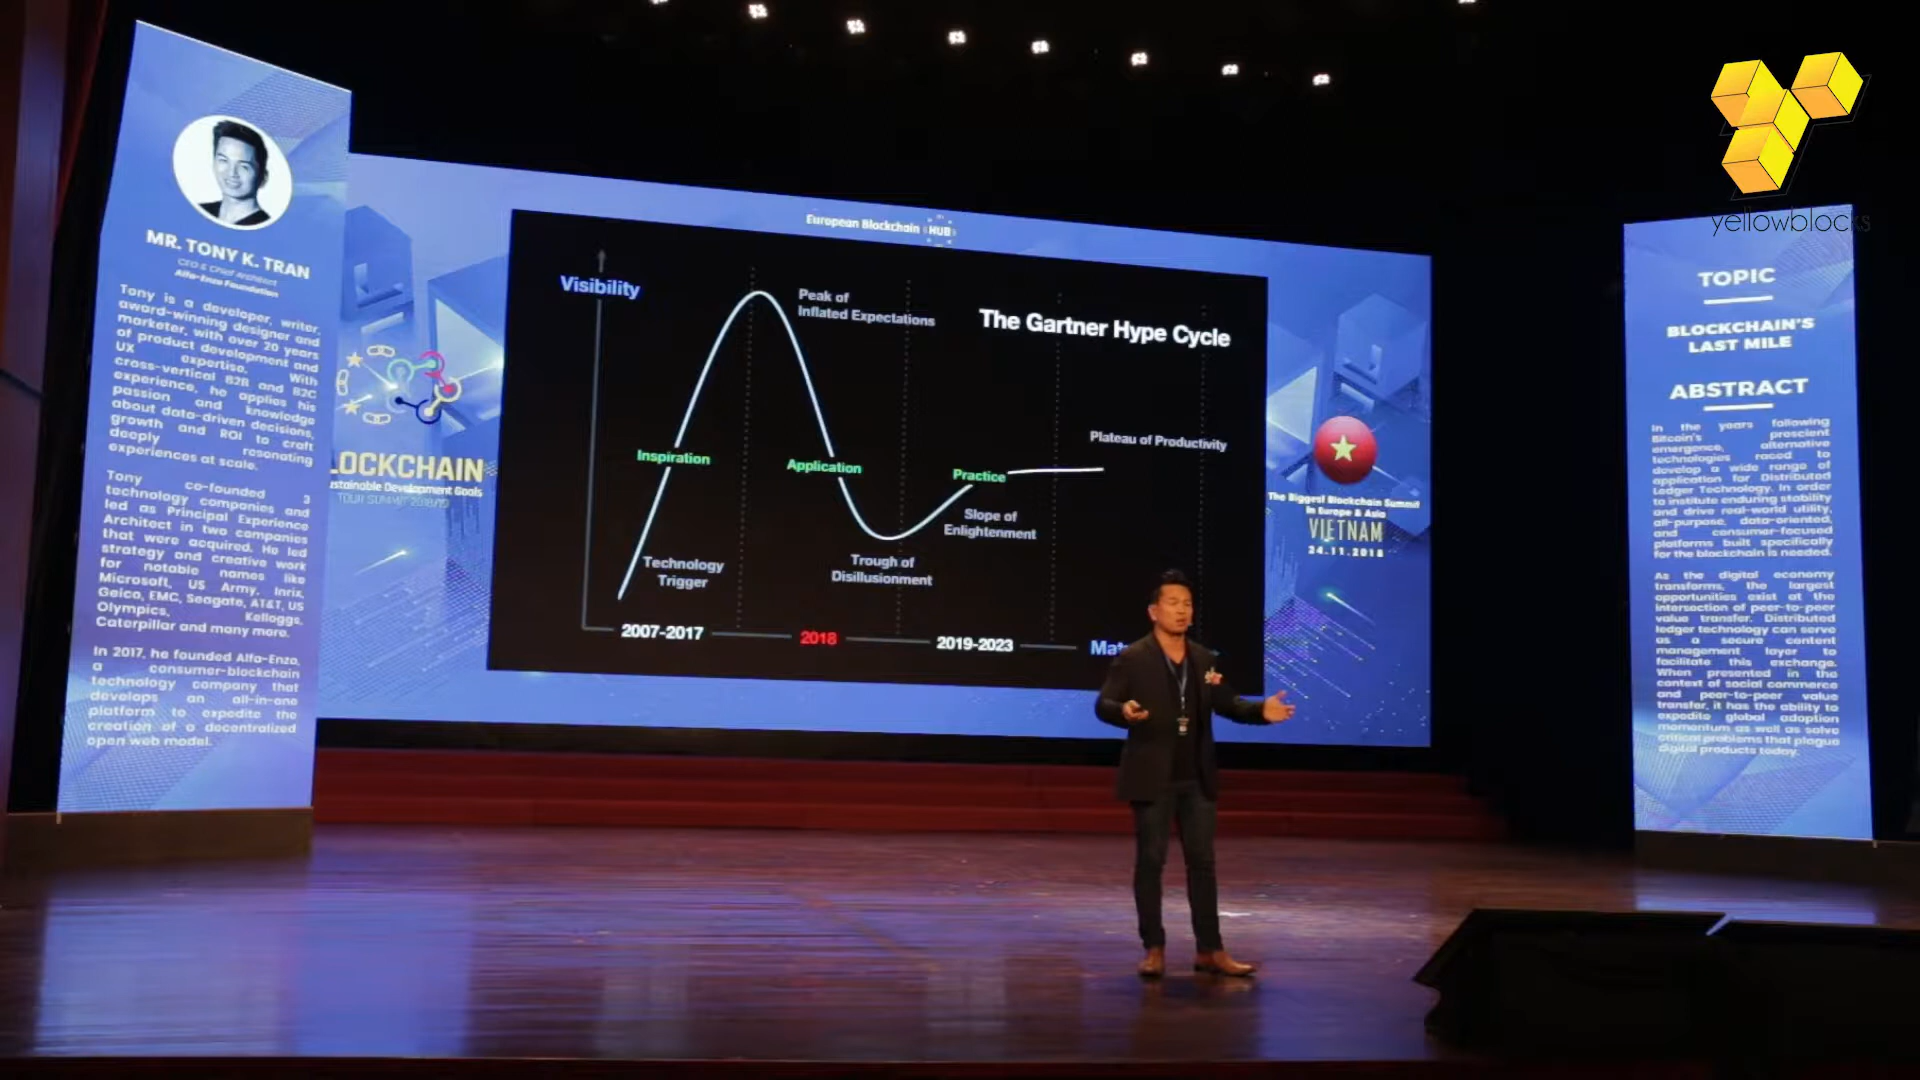 MR. TONY K. TRAN
CEO & Chief Architect
Alfa-Enzo Foundation
Tony is a developer, writer,
award-winning designer and
marketer, with over 20 years
of product development and
UX expertise. With
cross-vertical B2B and B2C
experience, he applies his
passion and knowledge
about data-driven decisions,
growth and ROI to craft
deeply resonating
experiences at scale.
Tony co-founded 3
technology companies and
led as Principal Experience
Architect in two companies
that were acquired. He led
strategy and creative work
for notable names like
Microsoft, US Army, Inrix,
Geico, EMC, Seagate, AT&T, US
Olympics, Kelloggs,
Caterpillar and many more.
In 2017, he founded Alfa-Enzo,
a consumer-blockchain
technology company that
develops an all-in-one
platform to expedite the
creation of a decentralized
open web model.
LOCKCHAIN
ustainable Development Goals
TOUR SUMMIT 2018/19
European Blockchain HUB
Visibility
Peak of
Inflated Expectations
The Gartner Hype Cycle
Inspiration
Application
Practice
Plateau of Productivity
Slope of
Enlightenment
Technology
Trigger
Trough of
Disillusionment
2007-2017
2018
2019-2023
Mat
The Biggest Blockchain Summit
in Europe & Asia
VIETNAM
24.11.2018
yellowblocks
TOPIC
BLOCKCHAIN'S
LAST MILE
ABSTRACT
In the years following
Bitcoin's prescient
emergence, alternative
technologies raced to
develop a wide range of
application for Distributed
Ledger Technology. In order
to institute enduring stability
and drive real-world utility,
all-purpose, data-oriented,
and consumer-focused
platforms built specifically
for the blockchain is needed.
As the digital economy
transforms, the largest
opportunities exist at the
intersection of peer-to-peer
value transfer. Distributed
ledger technology can serve
as a secure content
management layer to
facilitate this exchange.
When presented in the
context of social commerce
and peer-to-peer value
transfer, it has the ability to
expedite global adoption
momentum as well as solve
critical problems that plague
digital products today.